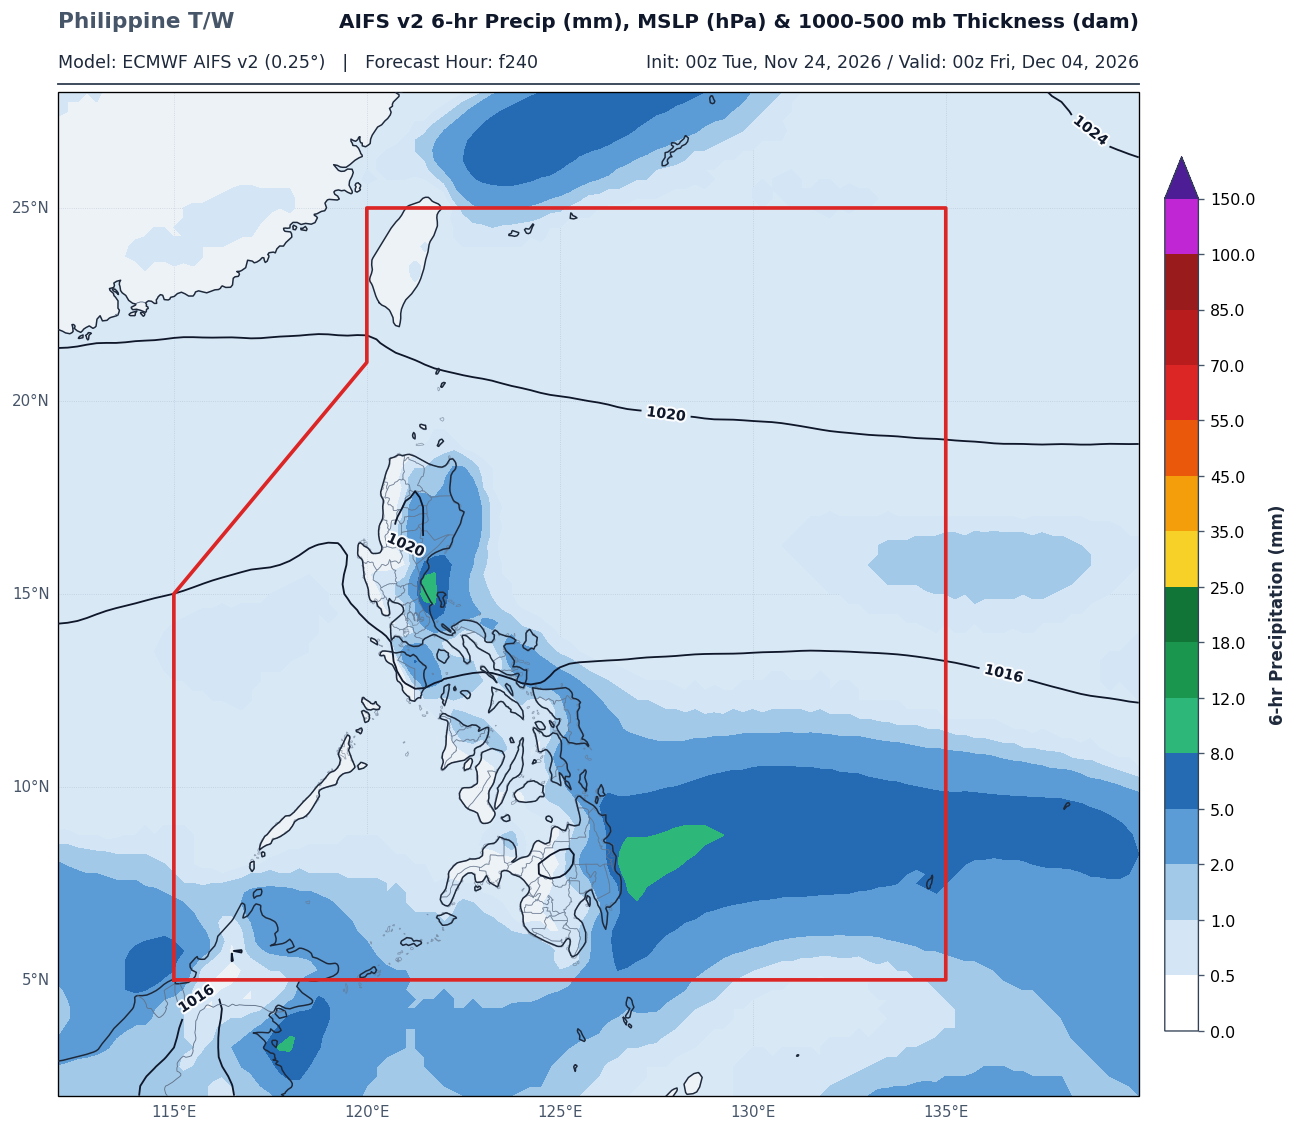 Philippine T/W
AIFS v2 6-hr Precip (mm), MSLP (hPa) & 1000-500 mb Thickness (dam)
Model: ECMWF AIFS v2 (0.25°) | Forecast Hour: f240
Init: 00z Tue, Nov 24, 2026 / Valid: 00z Fri, Dec 04, 2026
1024
25°N
1020
20°N
1020
15°N
1016
10°N
5°N
1016
115°E
120°E
125°E
130°E
135°E
150.0
100.0
85.0
70.0
55.0
45.0
35.0
25.0
18.0
12.0
8.0
5.0
2.0
1.0
0.5
0.0
6-hr Precipitation (mm)